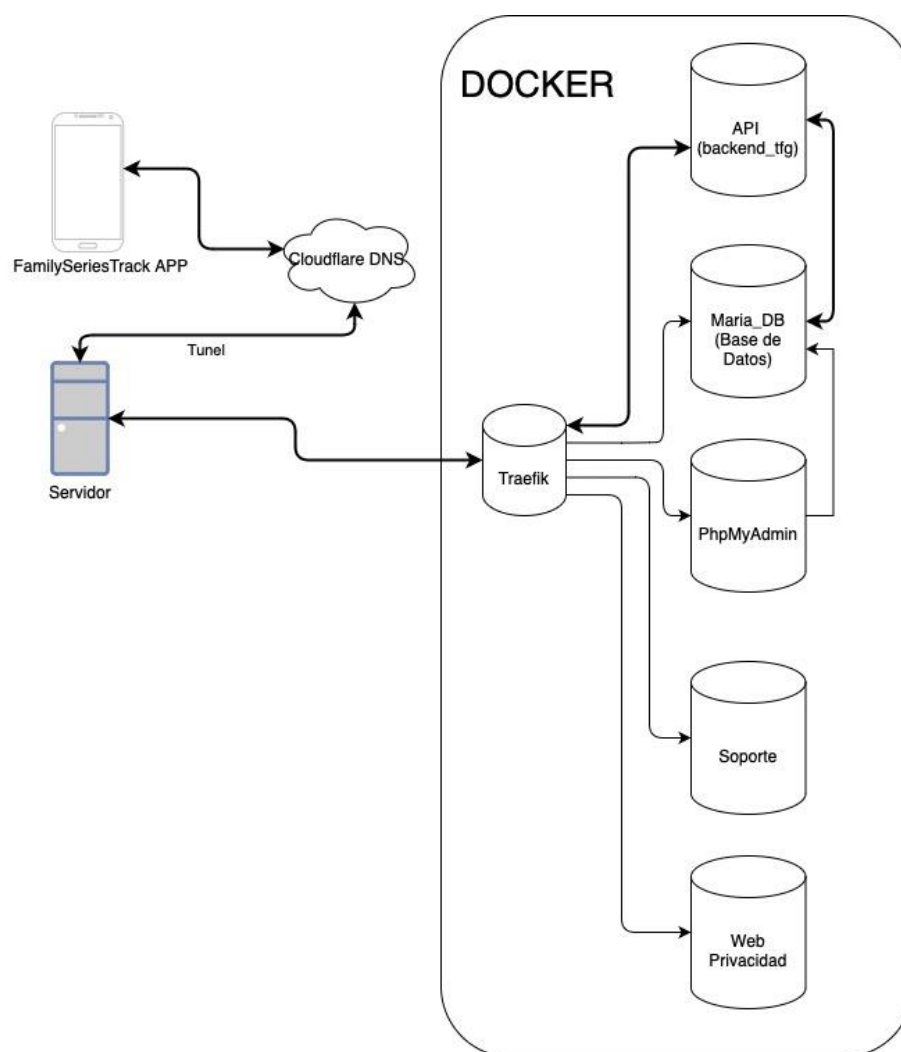 DOCKER
API
(backend_tfg)
FamilySeriesTrack APP
Cloudflare DNS
Maria_DB
(Base de
Datos)
Tunel
Traefik
Servidor
PhpMyAdmin
Soporte
Web
Privacidad